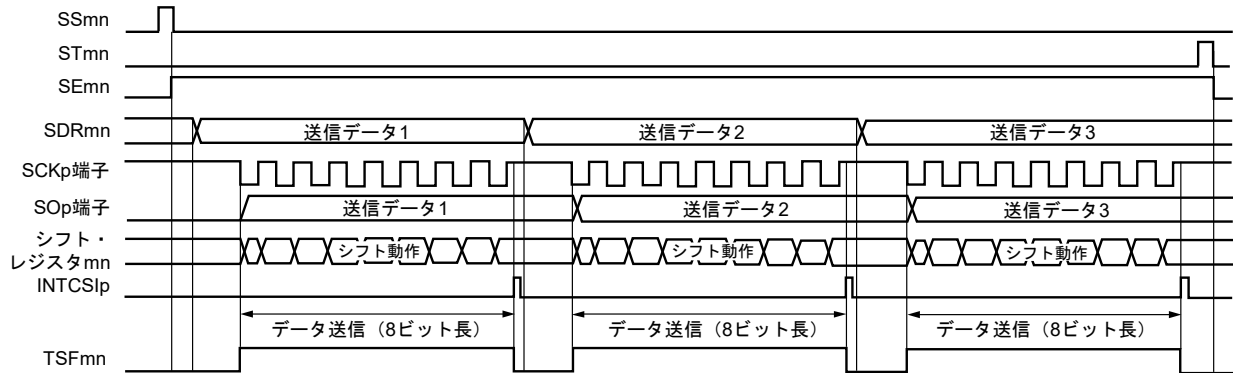 SSmn
STmn
SEmn
SDRmn 送信データ1 送信データ2 送信データ3
SCKp端子
SOp端子 送信データ1 送信データ2 送信データ3
シフト・
レジスタmn シフト動作 シフト動作 シフト動作
INTCSIp
データ送信（8ビット長） データ送信（8ビット長） データ送信（8ビット長）
TSFmn